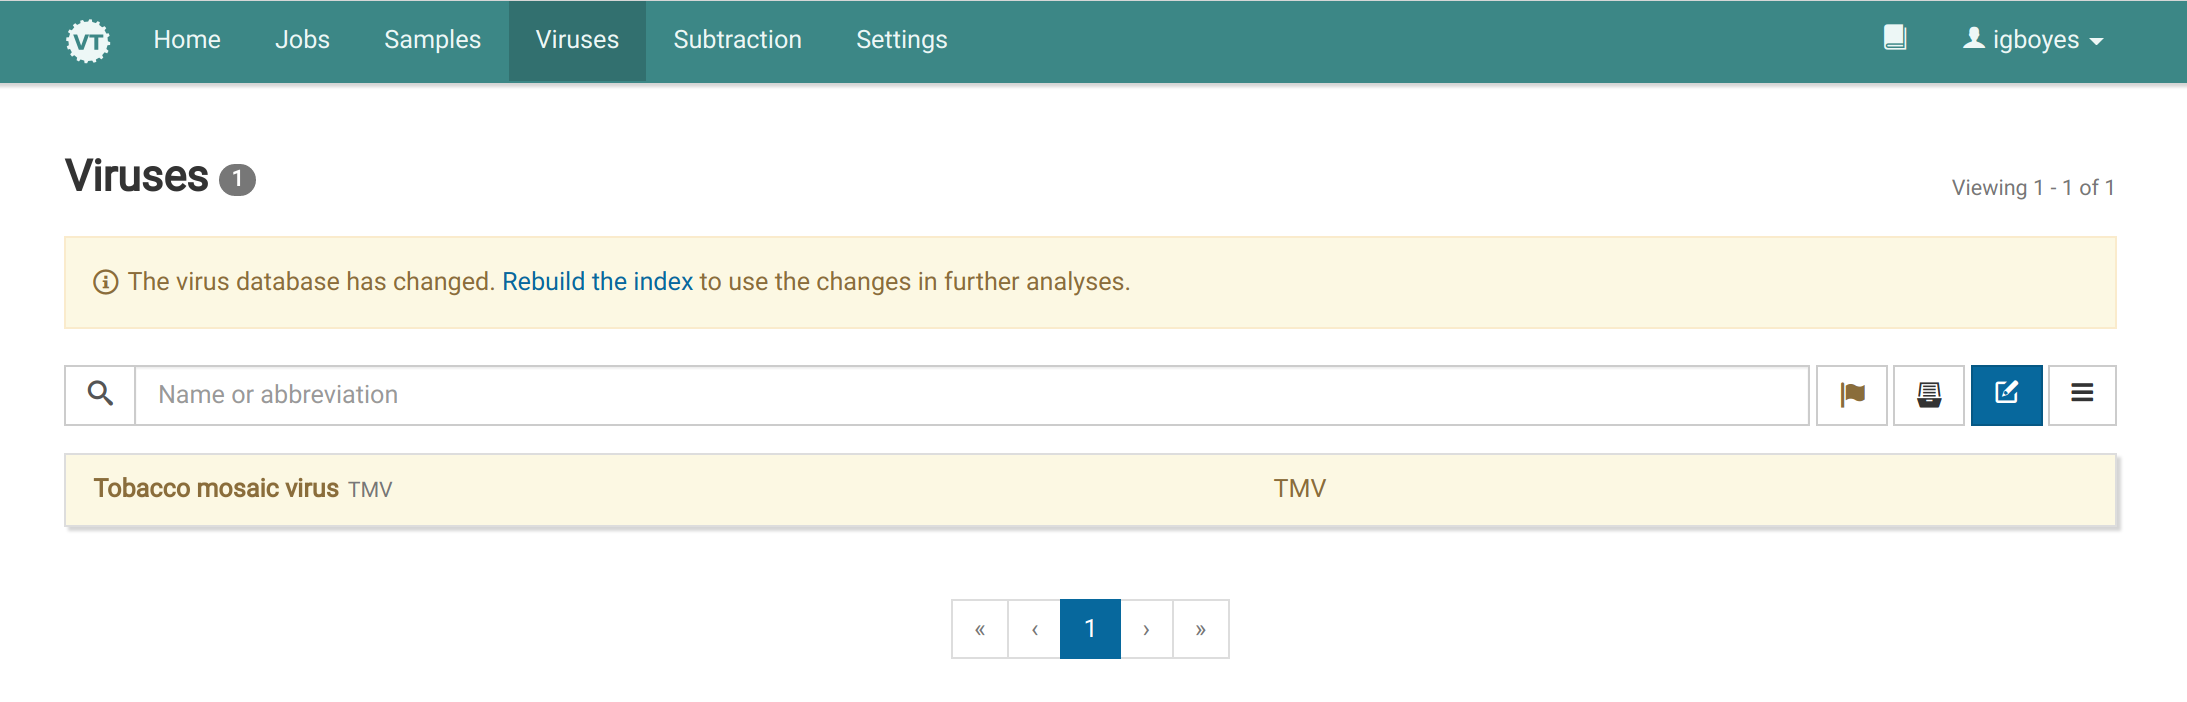 VT Home Jobs Samples Viruses Subtraction Settings igboyes
Viruses 1
Viewing 1 - 1 of 1
The virus database has changed. Rebuild the index to use the changes in further analyses.
Name or abbreviation
Tobacco mosaic virus TMV TMV
« ‹ 1 › »